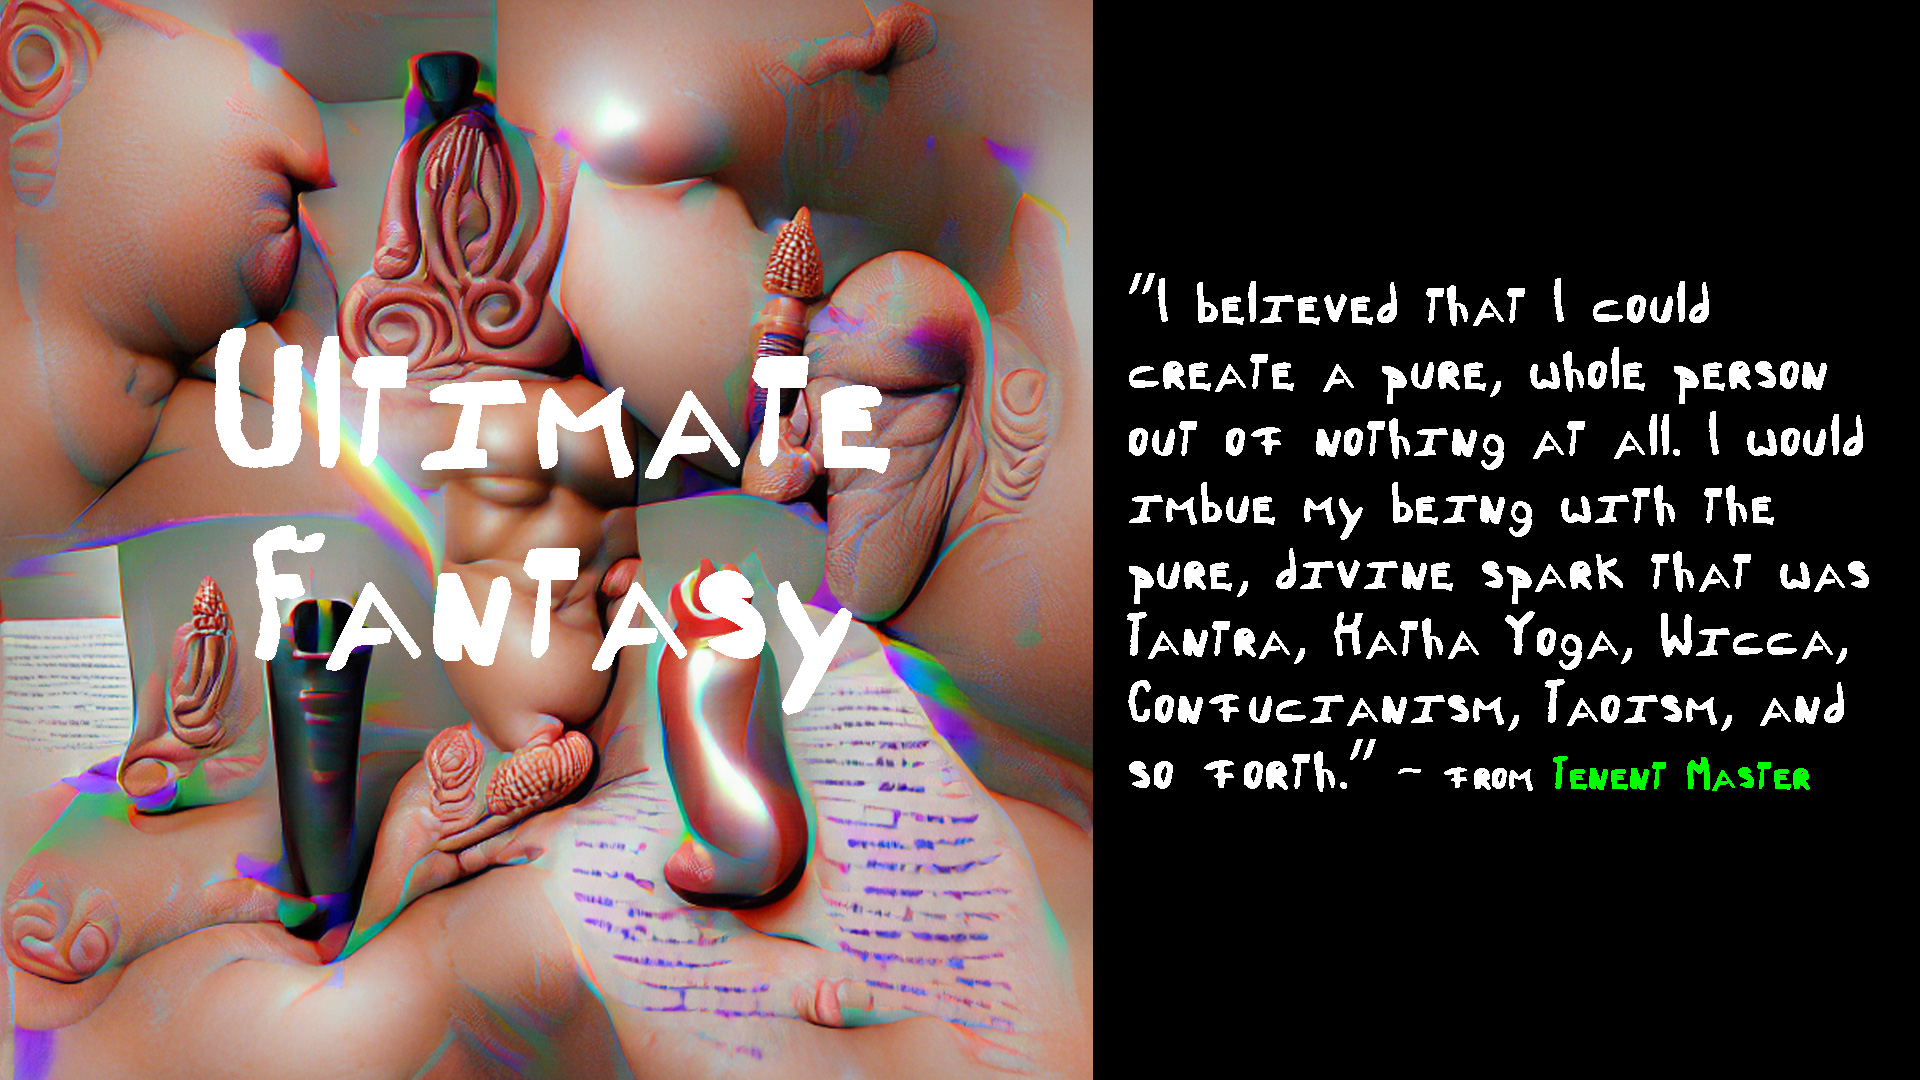 Ultimate
Fantasy
"I believed that I could
create a pure, whole person
out of nothing at all. I would
imbue my being with the
pure, divine spark that was
Tantra, Hatha Yoga, Wicca,
Confucianism, Taoism, and
so forth." ~ from Tenent Master